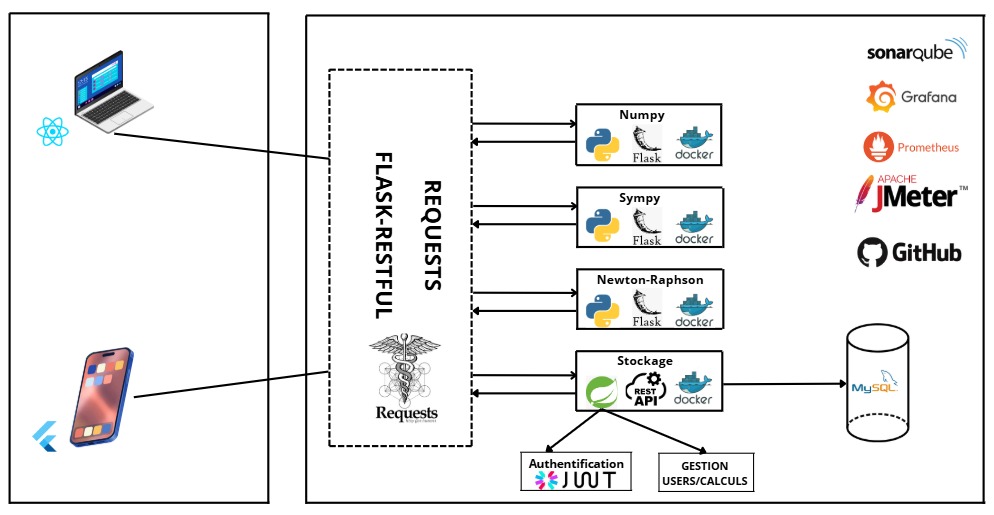 sonarqube
Grafana
Prometheus
APACHE
JMeter™
GitHub
FLASK-RESTFUL
REQUESTS
Requests
Numpy
Flask
docker
Sympy
Flask
docker
Newton-Raphson
Flask
docker
Stockage
REST
API
docker
MySQL
Authentification
JWT
GESTION
USERS/CALCULS